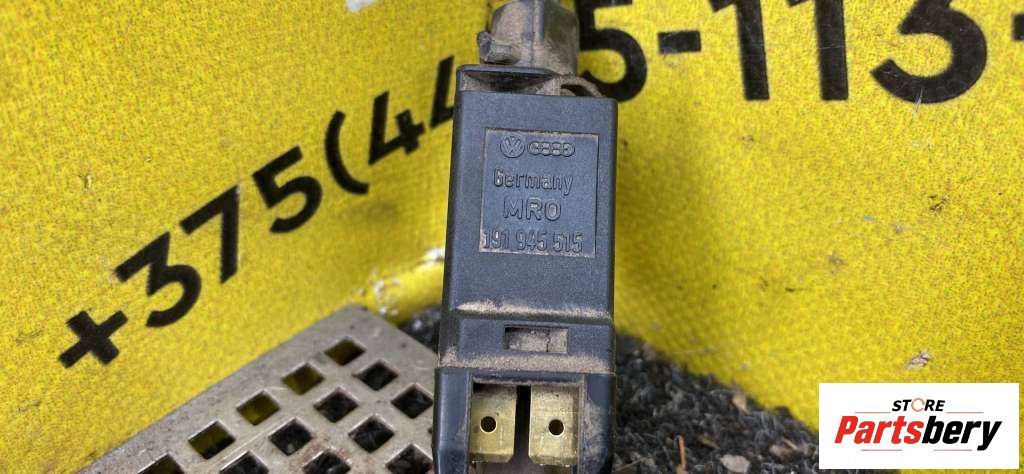 +375(44 5-113-
Germany
MRO
191 945 515
STORE
Partsbery